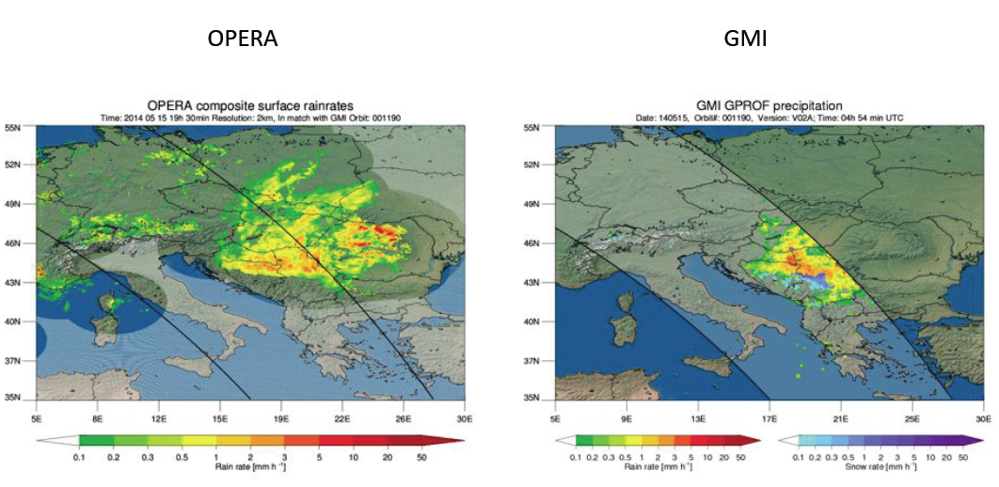 OPERA
GMI
OPERA composite surface rainrates
Time: 2014 05 15 19h 30min Resolution: 2km, In match with GMI Orbit: 001190
55N
52N
49N
46N
43N
40N
37N
35N
5E 8E 12E 15E 19E 22E 26E 30E
0.1 0.2 0.3 0.5 1 2 3 5 10 20 50
Rain rate [mm h⁻¹]
GMI GPROF precipitation
Date: 140515, Orbit#: 001190, Version: V02A; Time: 04h 54 min UTC
55N
52N
49N
46N
43N
40N
37N
35N
5E 9E 13E 17E 21E 25E 30E
0.1 0.2 0.3 0.5 1 2 3 5 10 20 50
Rain rate [mm h⁻¹]
0.1 0.2 0.3 0.5 1 2 3 5 10 20 50
Snow rate [mm h⁻¹]